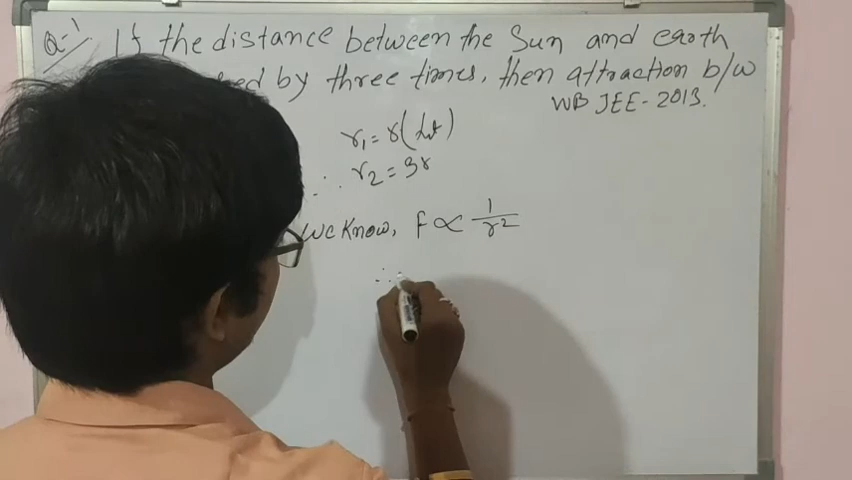 Q-1. If the distance between the Sun and earth
by three times, then attraction b/w
WB JEE-2013.
r₁ = r (Let)
∴ r₂ = 3r
We Know, F ∝ 1/r²
∴